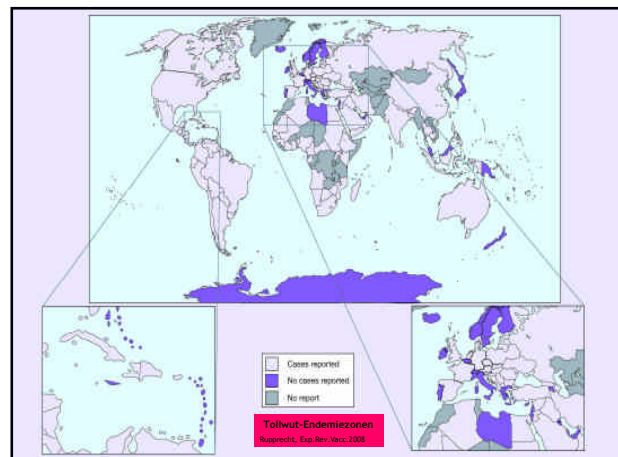 Cases reported
No cases reported
No report
Tollwut-Endemiezonen
Rupprecht, Exp.Rev.Vacc.2008